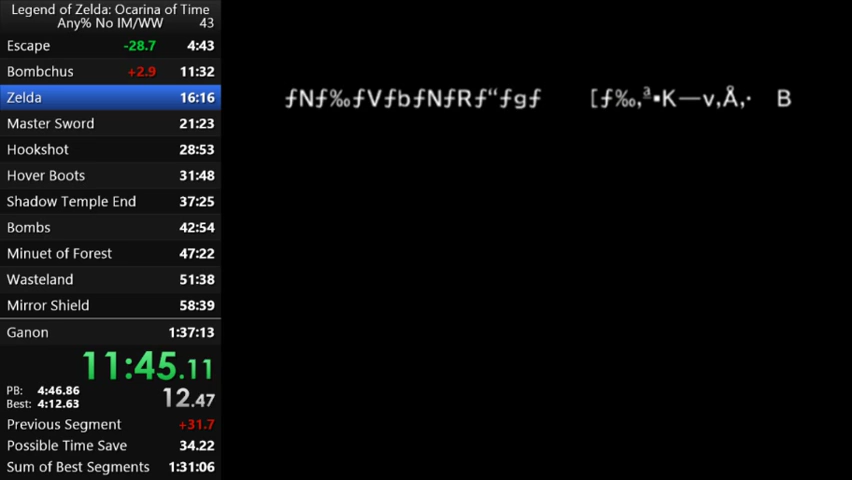 Legend of Zelda: Ocarina of Time
Any% No IM/WW 43
Escape -28.7 4:43
Bombchus +2.9 11:32
Zelda 16:16
Master Sword 21:23
Hookshot 28:53
Hover Boots 31:48
Shadow Temple End 37:25
Bombs 42:54
Minuet of Forest 47:22
Wasteland 51:38
Mirror Shield 58:39
Ganon 1:37:13
11:45.11
PB: 4:46.86
Best: 4:12.63
12.47
Previous Segment +31.7
Possible Time Save 34.22
Sum of Best Segments 1:31:06
ƒNƒ‰ƒVƒbƒNƒRƒ“ƒgƒ [ƒ‰‚ª▪K—v‚Å‚· B